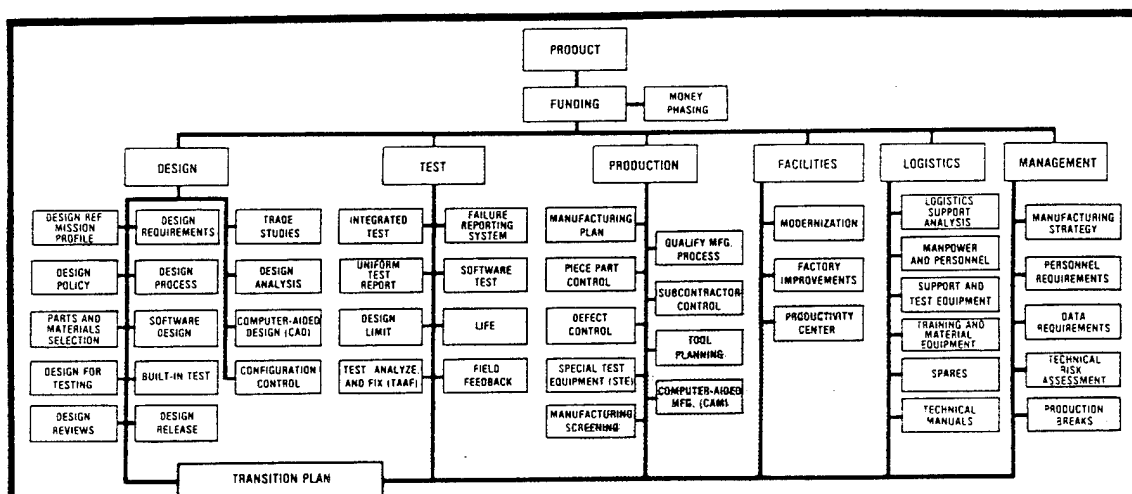 PRODUCT
FUNDING
MONEY
PHASING
DESIGN
TEST
PRODUCTION
FACILITIES
LOGISTICS
MANAGEMENT
DESIGN REF
MISSION
PROFILE
DESIGN
REQUIREMENTS
TRADE
STUDIES
DESIGN
POLICY
DESIGN
PROCESS
DESIGN
ANALYSIS
PARTS AND
MATERIALS
SELECTION
SOFTWARE
DESIGN
COMPUTER-AIDED
DESIGN (CAD)
DESIGN FOR
TESTING
BUILT-IN TEST
CONFIGURATION
CONTROL
DESIGN
REVIEWS
DESIGN
RELEASE
INTEGRATED
TEST
FAILURE
REPORTING
SYSTEM
UNIFORM
TEST
REPORT
SOFTWARE
TEST
DESIGN
LIMIT
LIFE
TEST ANALYZE,
AND FIX (TAAF)
FIELD
FEEDBACK
MANUFACTURING
PLAN
QUALIFY MFG.
PROCESS
PIECE PART
CONTROL
SUBCONTRACTOR
CONTROL
DEFECT
CONTROL
TOOL
PLANNING
SPECIAL TEST
EQUIPMENT (STE)
COMPUTER-AIDED
MFG. (CAM)
MANUFACTURING
SCREENING
MODERNIZATION
FACTORY
IMPROVEMENTS
PRODUCTIVITY
CENTER
LOGISTICS
SUPPORT
ANALYSIS
MANPOWER
AND PERSONNEL
SUPPORT AND
TEST EQUIPMENT
TRAINING AND
MATERIAL
EQUIPMENT
SPARES
TECHNICAL
MANUALS
MANUFACTURING
STRATEGY
PERSONNEL
REQUIREMENTS
DATA
REQUIREMENTS
TECHNICAL
RISK
ASSESSMENT
PRODUCTION
BREAKS
TRANSITION PLAN